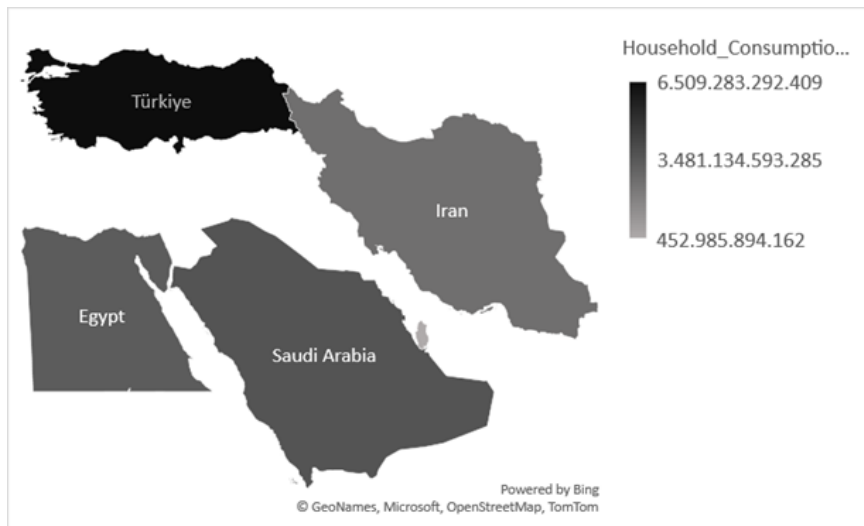 Household_Consumptio...
6.509.283.292.409
3.481.134.593.285
452.985.894.162
Türkiye
Iran
Egypt
Saudi Arabia
Powered by Bing
© GeoNames, Microsoft, OpenStreetMap, TomTom